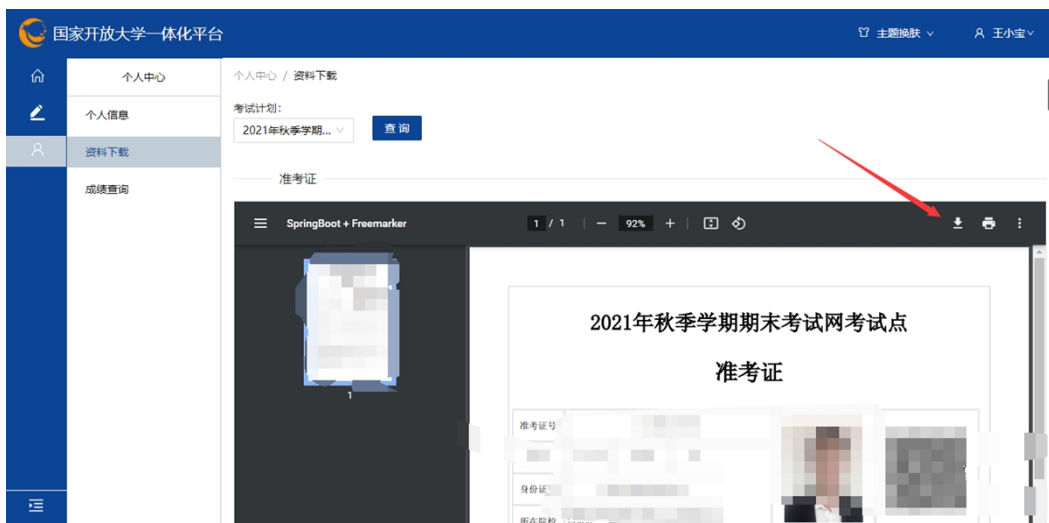 国家开放大学一体化平台
主题换肤
王小宝
个人中心
个人信息
资料下载
成绩查询
个人中心 / 资料下载
考试计划:
2021年秋季学期...
查 询
准考证
SpringBoot + Freemarker
1 / 1
92%
1
2021年秋季学期期末考试网考试点
准考证
准考证号
身份证
所在院校